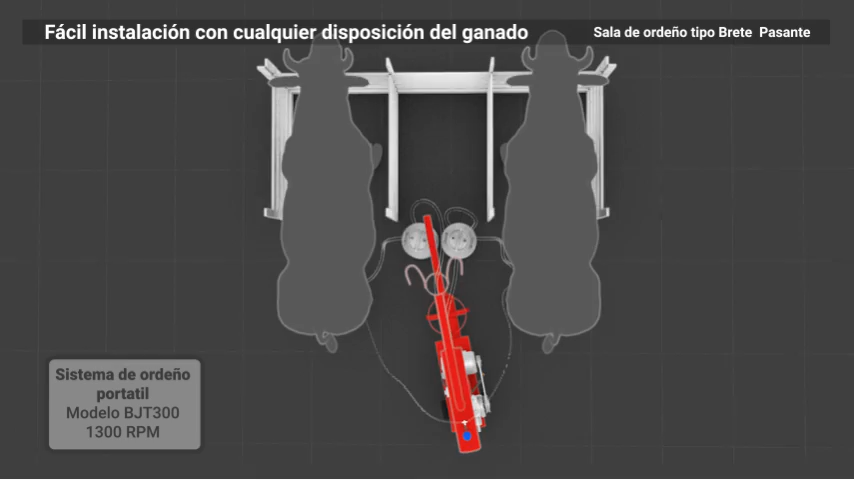 Fácil instalación con cualquier disposición del ganado
Sala de ordeño tipo Brete  Pasante
Sistema de ordeño
portatil
Modelo BJT300
1300 RPM